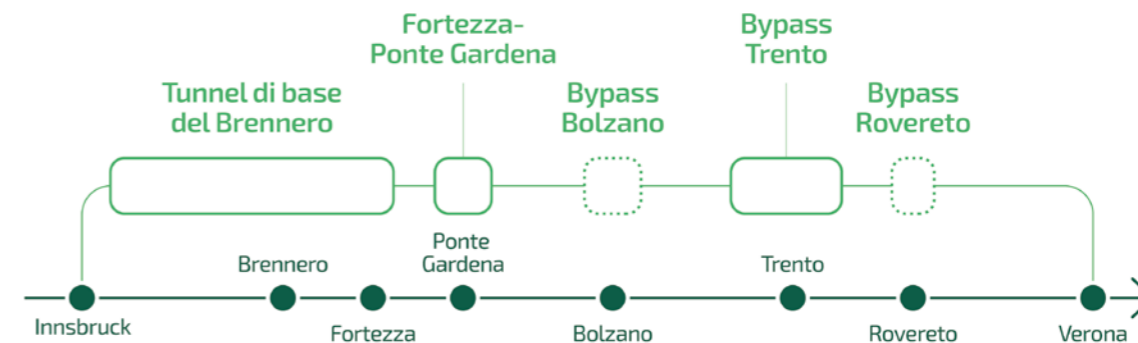 Fortezza-
Ponte Gardena
Bypass
Trento
Tunnel di base
del Brennero
Bypass
Bolzano
Bypass
Rovereto
Ponte
Gardena
Brennero
Trento
Innsbruck
Fortezza
Bolzano
Rovereto
Verona